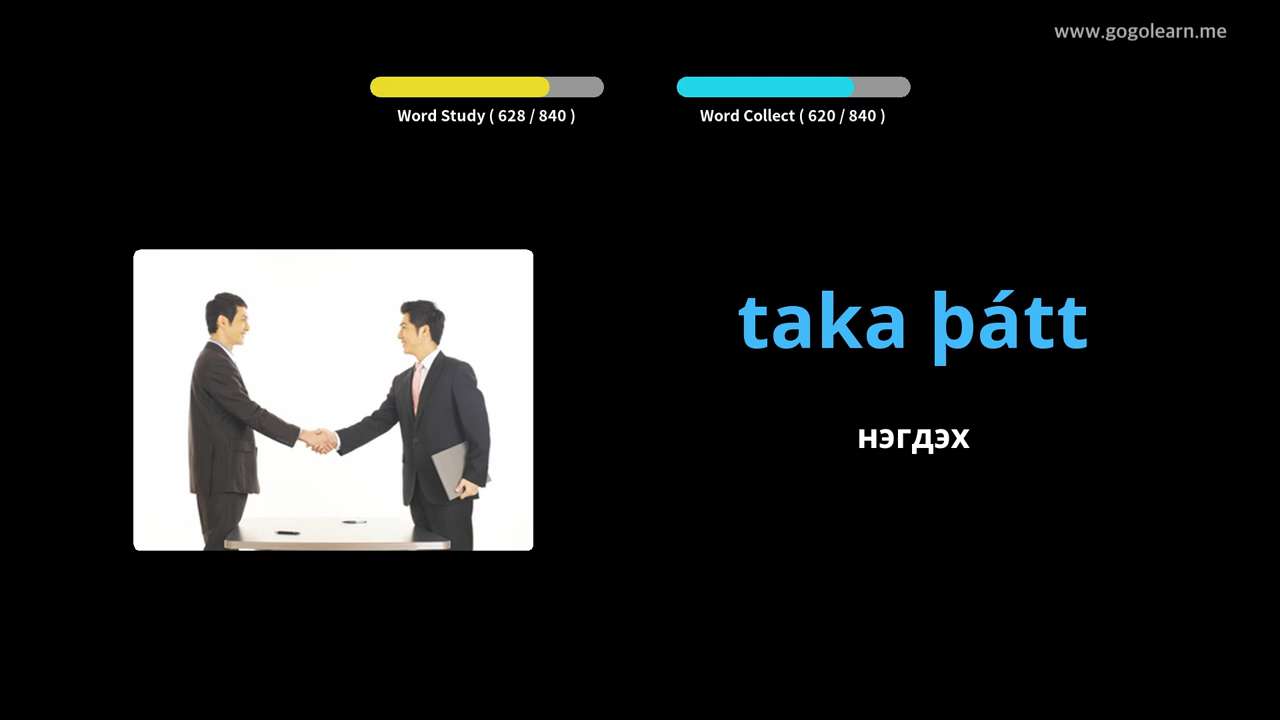 www.gogolearn.me
Word Study ( 628 / 840 )
Word Collect ( 620 / 840 )
taka þátt
нэгдэх